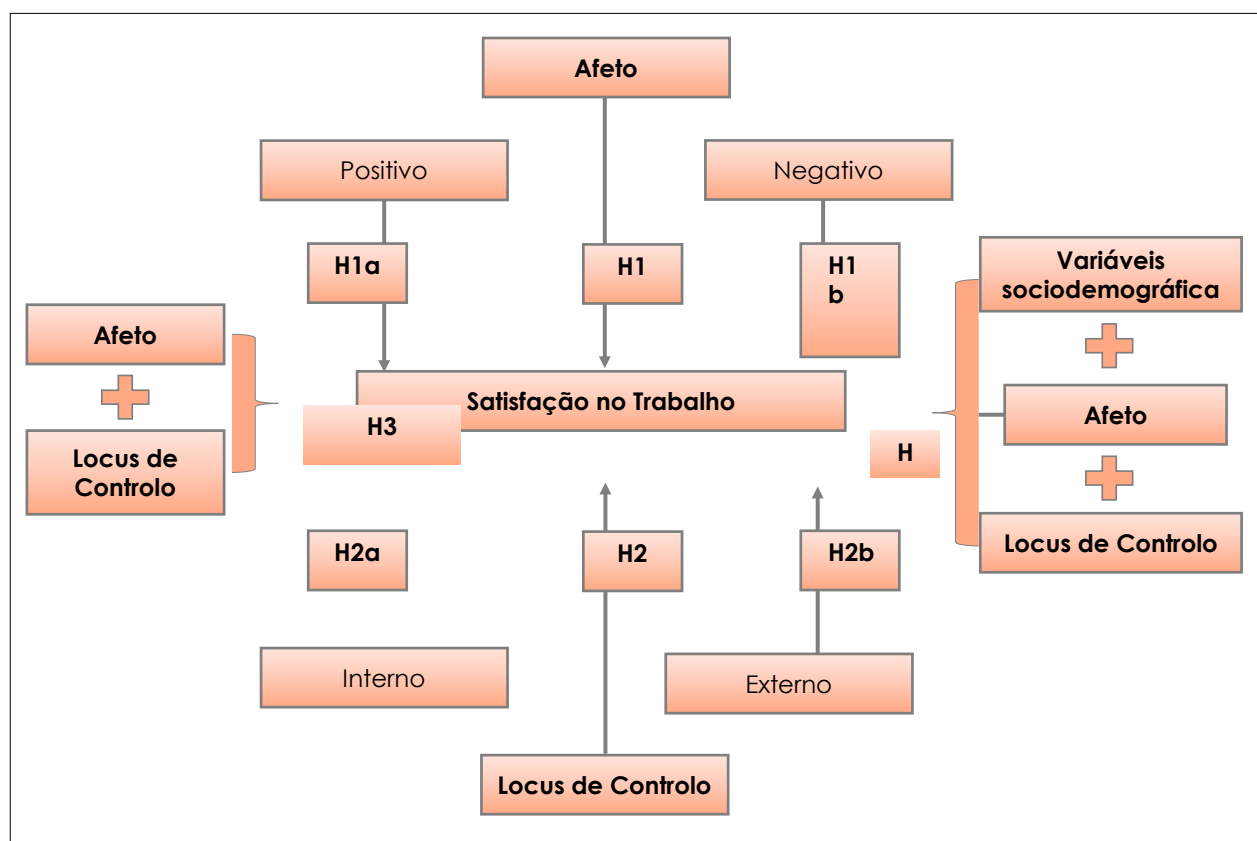 Afeto
Positivo
Negativo
H1a
H1
H1
b
Variáveis
sociodemográfica
Afeto
Locus de
Controlo
Satisfação no Trabalho
H3
H
Afeto
Locus de Controlo
H2a
H2
H2b
Interno
Externo
Locus de Controlo